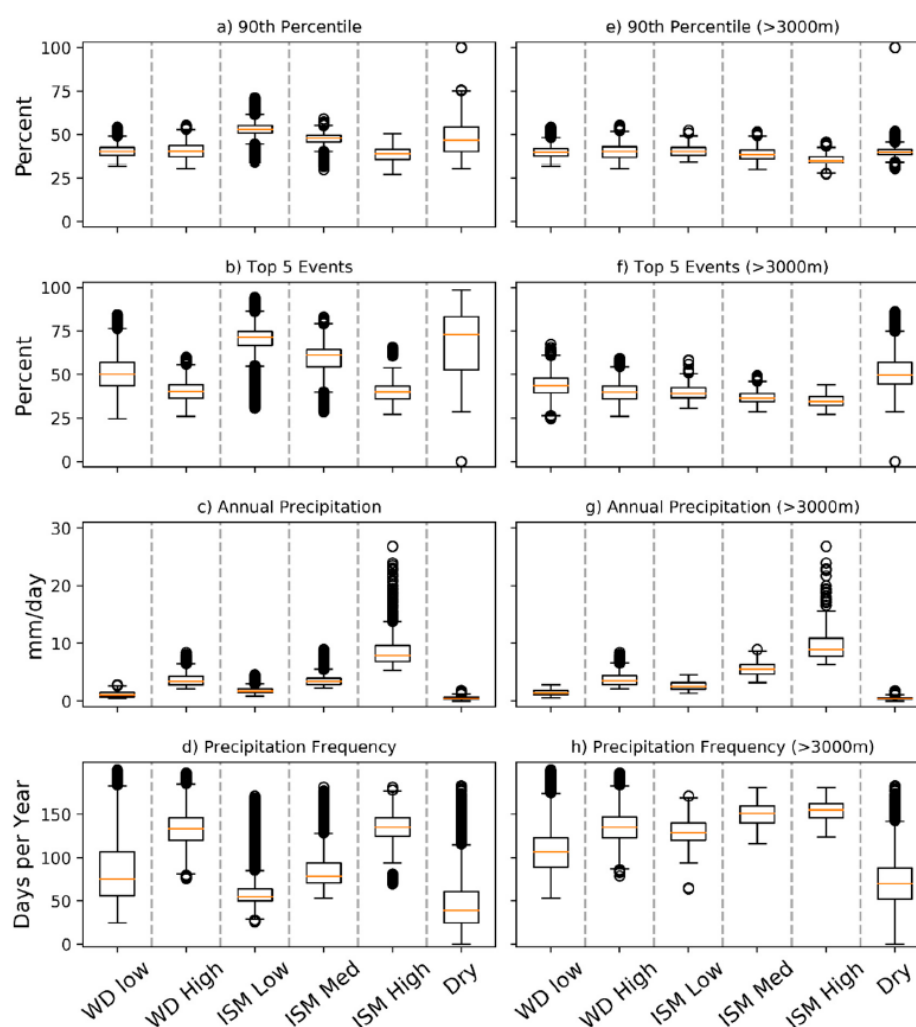 a) 90th Percentile
e) 90th Percentile (>3000m)
Percent
100
75
50
25
0
b) Top 5 Events
f) Top 5 Events (>3000m)
Percent
100
75
50
25
0
c) Annual Precipitation
g) Annual Precipitation (>3000m)
mm/day
30
20
10
0
d) Precipitation Frequency
h) Precipitation Frequency (>3000m)
Days per Year
150
100
50
0
WD low
WD High
ISM Low
ISM Med
ISM High
Dry
WD low
WD High
ISM Low
ISM Med
ISM High
Dry